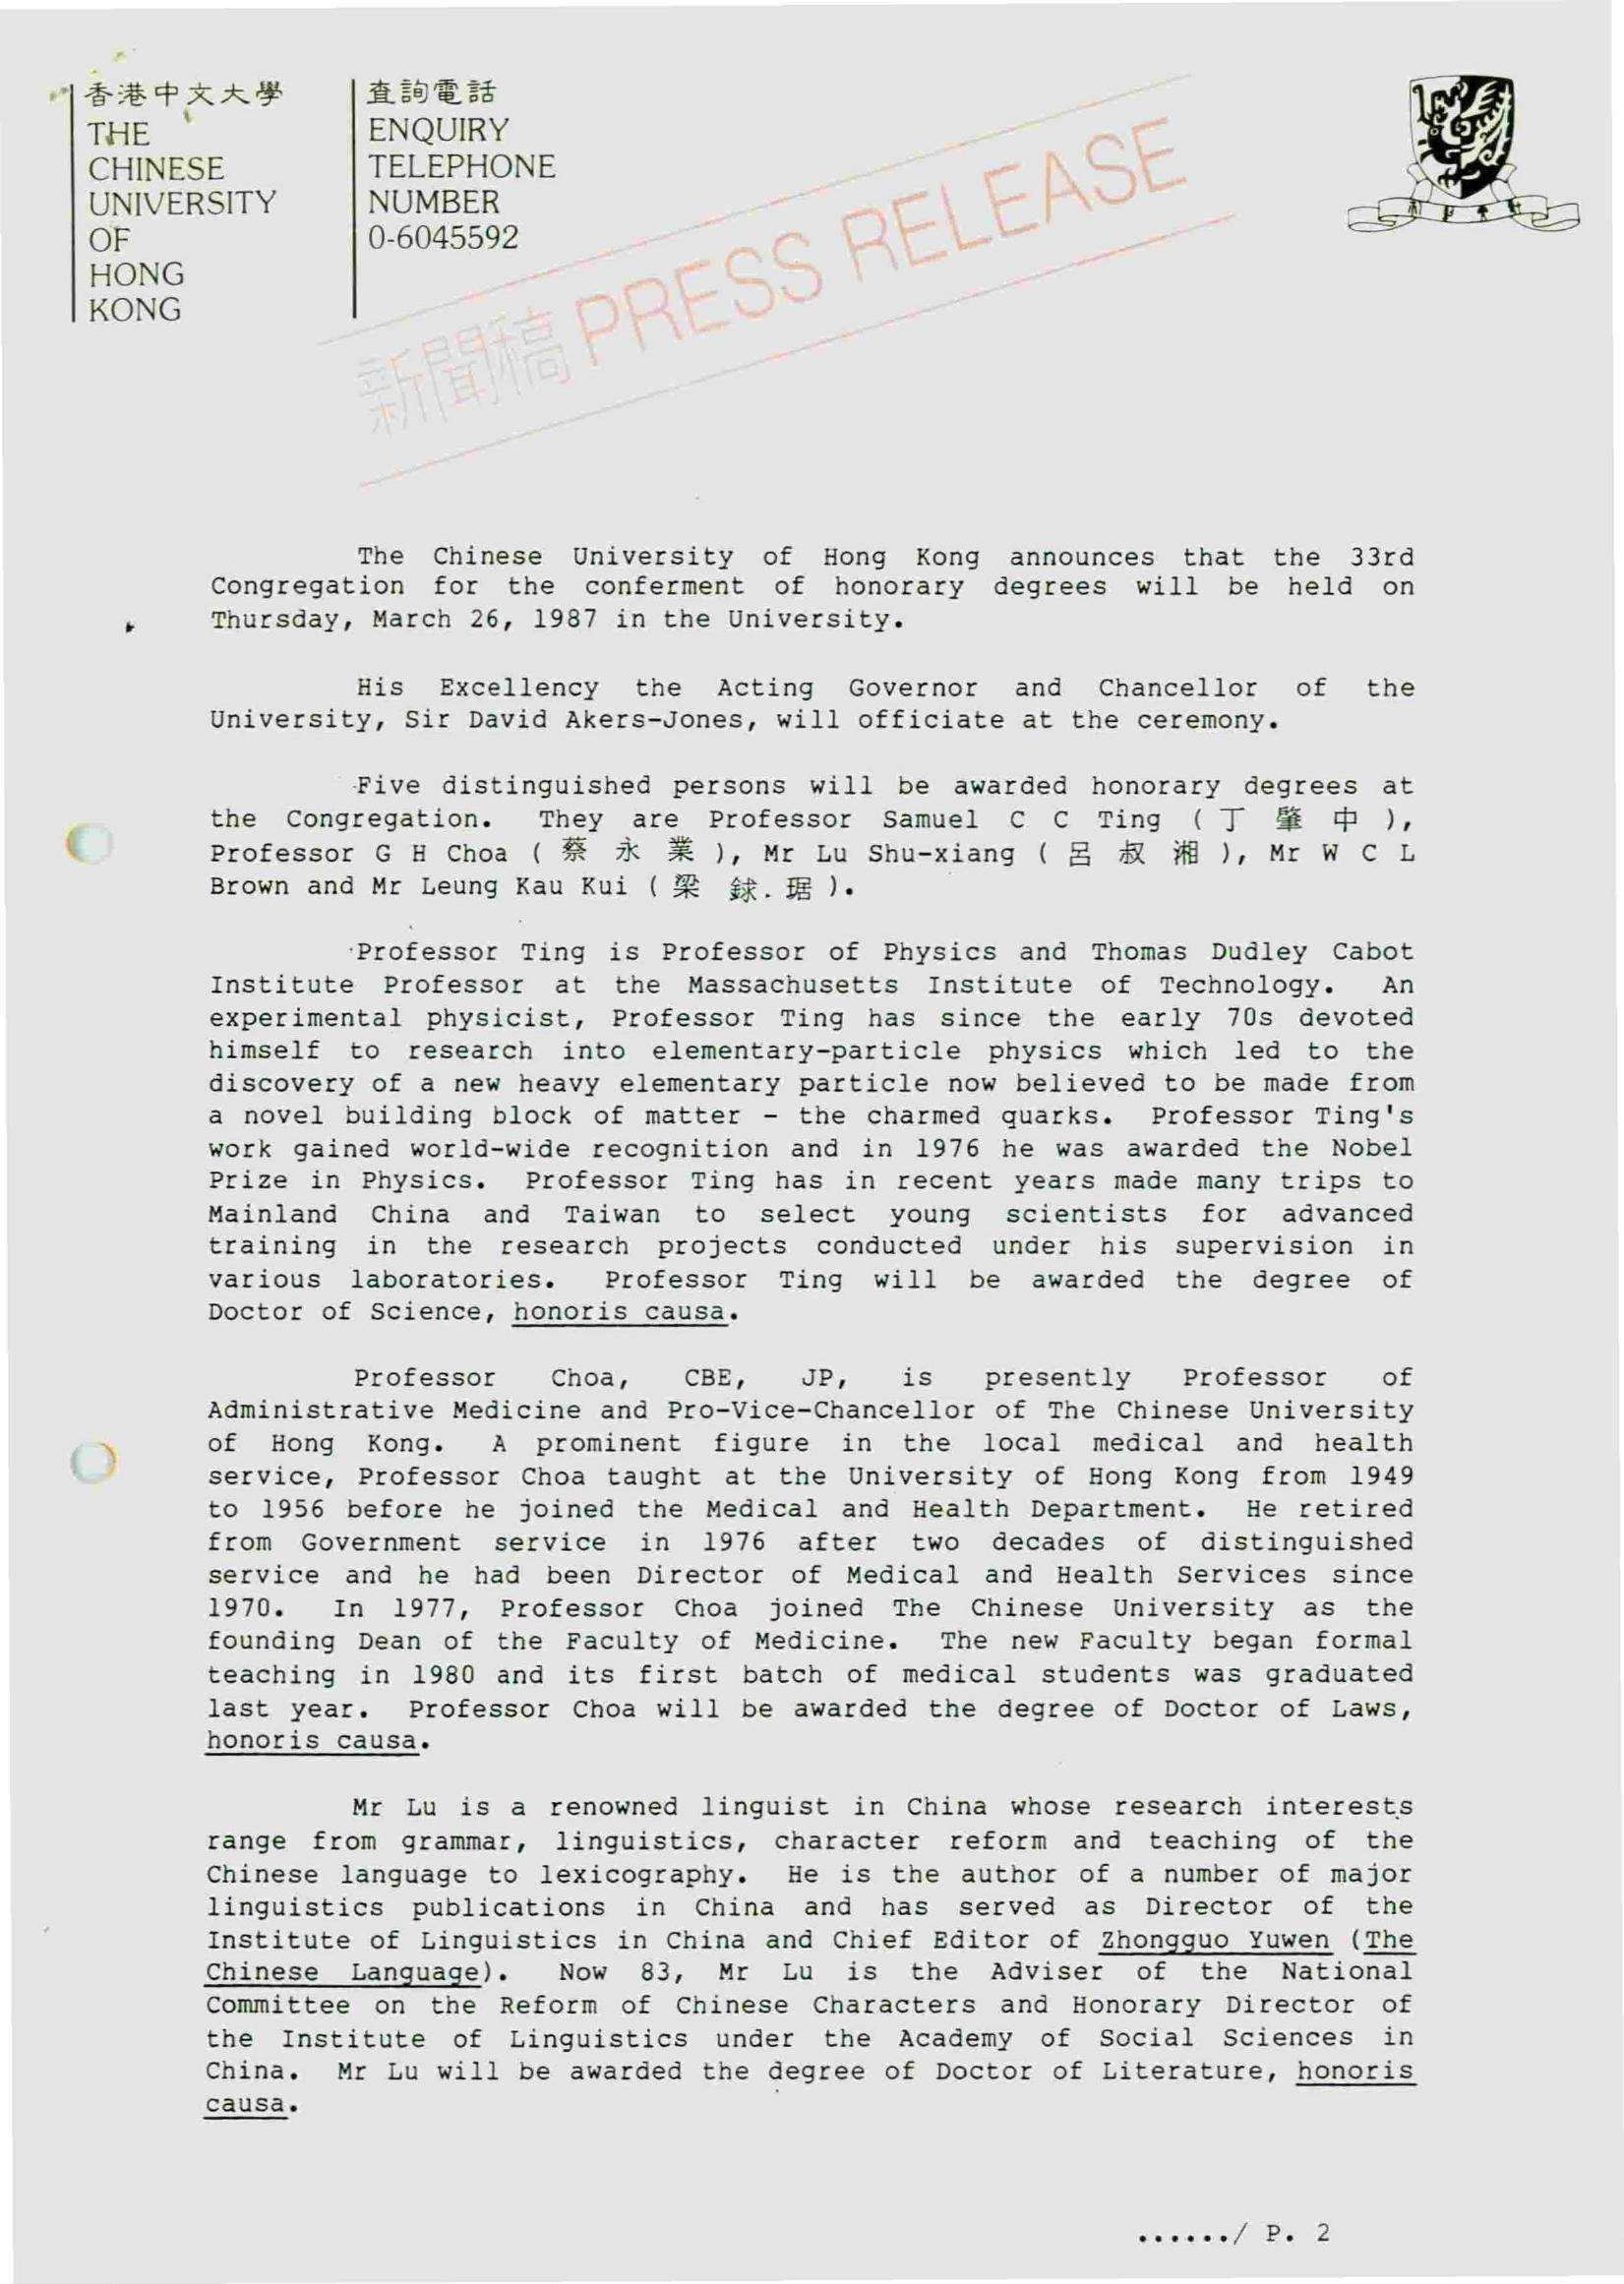 香港中文大學
THE
CHINESE
UNIVERSITY
OF
HONG
KONG
查詢電話
ENQUIRY
TELEPHONE
NUMBER
0-6045592
新聞稿 PRESS RELEASE
The Chinese University of Hong Kong announces that the 33rd
Congregation for the conferment of honorary degrees will be held on
Thursday, March 26, 1987 in the University.
His Excellency the Acting Governor and Chancellor of the
University, Sir David Akers-Jones, will officiate at the ceremony.
Five distinguished persons will be awarded honorary degrees at
the Congregation. They are Professor Samuel C C Ting ( 丁 肇 中 ),
Professor G H Choa ( 蔡 永 業 ), Mr Lu Shu-xiang ( 呂 叔 湘 ), Mr W C L
Brown and Mr Leung Kau Kui ( 梁 銶 琚 ).
Professor Ting is Professor of Physics and Thomas Dudley Cabot
Institute Professor at the Massachusetts Institute of Technology. An
experimental physicist, Professor Ting has since the early 70s devoted
himself to research into elementary-particle physics which led to the
discovery of a new heavy elementary particle now believed to be made from
a novel building block of matter - the charmed quarks. Professor Ting's
work gained world-wide recognition and in 1976 he was awarded the Nobel
Prize in Physics. Professor Ting has in recent years made many trips to
Mainland China and Taiwan to select young scientists for advanced
training in the research projects conducted under his supervision in
various laboratories. Professor Ting will be awarded the degree of
Doctor of Science, honoris causa.
Professor Choa, CBE, JP, is presently Professor of
Administrative Medicine and Pro-Vice-Chancellor of The Chinese University
of Hong Kong. A prominent figure in the local medical and health
service, Professor Choa taught at the University of Hong Kong from 1949
to 1956 before he joined the Medical and Health Department. He retired
from Government service in 1976 after two decades of distinguished
service and he had been Director of Medical and Health Services since
1970. In 1977, Professor Choa joined The Chinese University as the
founding Dean of the Faculty of Medicine. The new Faculty began formal
teaching in 1980 and its first batch of medical students was graduated
last year. Professor Choa will be awarded the degree of Doctor of Laws,
honoris causa.
Mr Lu is a renowned linguist in China whose research interests
range from grammar, linguistics, character reform and teaching of the
Chinese language to lexicography. He is the author of a number of major
linguistics publications in China and has served as Director of the
Institute of Linguistics in China and Chief Editor of Zhongguo Yuwen (The
Chinese Language). Now 83, Mr Lu is the Adviser of the National
Committee on the Reform of Chinese Characters and Honorary Director of
the Institute of Linguistics under the Academy of Social Sciences in
China. Mr Lu will be awarded the degree of Doctor of Literature, honoris
causa.
....../ P. 2